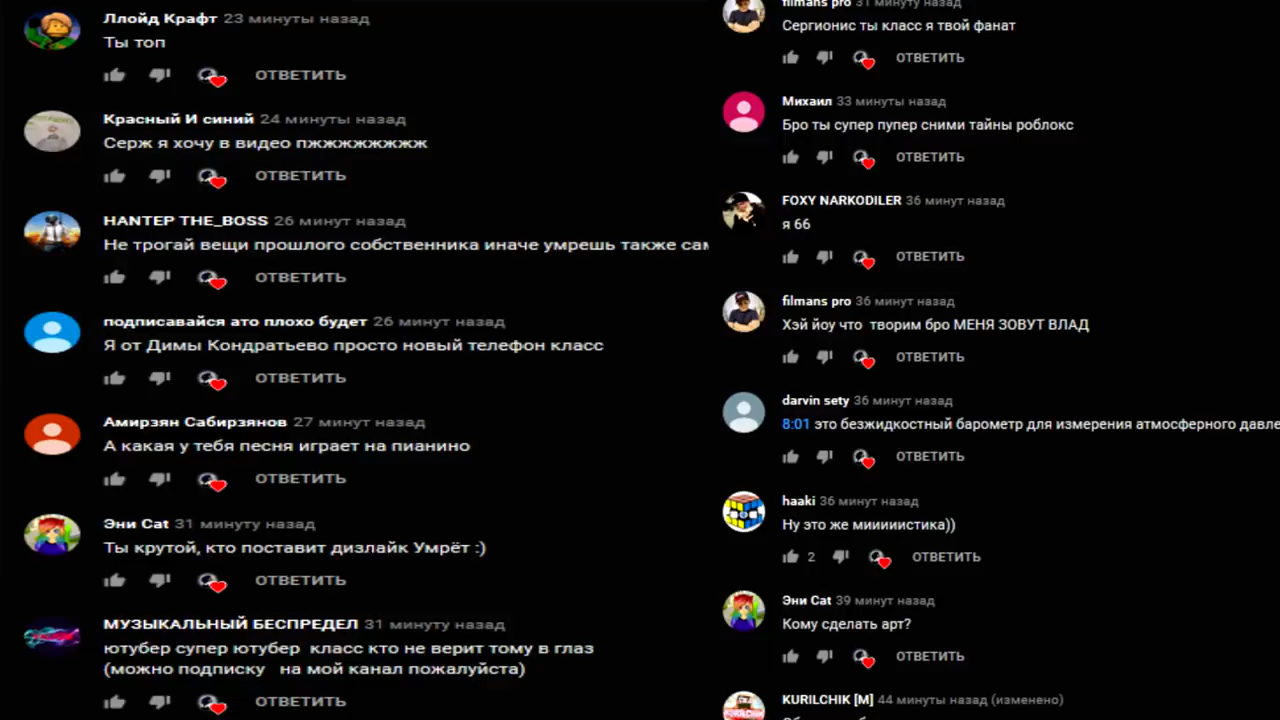 Ллойд Крафт 23 минуты назад
Ты топ
ОТВЕТИТЬ
Красный И синий 24 минуты назад
Серж я хочу в видео пжжжжжжжж
ОТВЕТИТЬ
HANTEP THE_BOSS 26 минут назад
Не трогай вещи прошлого собственника иначе умрешь также сам
ОТВЕТИТЬ
подписавайся ато плохо будет 26 минут назад
Я от Димы Кондратьево просто новый телефон класс
ОТВЕТИТЬ
Амирзян Сабирзянов 27 минут назад
А какая у тебя песня играет на пианино
ОТВЕТИТЬ
Эни Cat 31 минуту назад
Ты крутой, кто поставит дизлайк Умрёт :)
ОТВЕТИТЬ
МУЗЫКАЛЬНЫЙ БЕСПРЕДЕЛ 31 минуту назад
ютубер супер ютубер класс кто не верит тому в глаз
(можно подписку на мой канал пожалуйста)
ОТВЕТИТЬ
filmans pro 31 минуту назад
Сергионис ты класс я твой фанат
ОТВЕТИТЬ
Михаил 33 минуты назад
Бро ты супер пупер сними тайны роблокс
ОТВЕТИТЬ
FOXY NARKODILER 36 минут назад
я 66
ОТВЕТИТЬ
filmans pro 36 минут назад
Хэй йоу что творим бро МЕНЯ ЗОВУТ ВЛАД
ОТВЕТИТЬ
darvin sety 36 минут назад
8:01 это безжидкостный барометр для измерения атмосферного давле
ОТВЕТИТЬ
haaki 36 минут назад
Ну это же мииииистика))
2 ОТВЕТИТЬ
Эни Cat 39 минут назад
Кому сделать арт?
ОТВЕТИТЬ
KURILCHIK [M] 44 минуты назад (изменено)